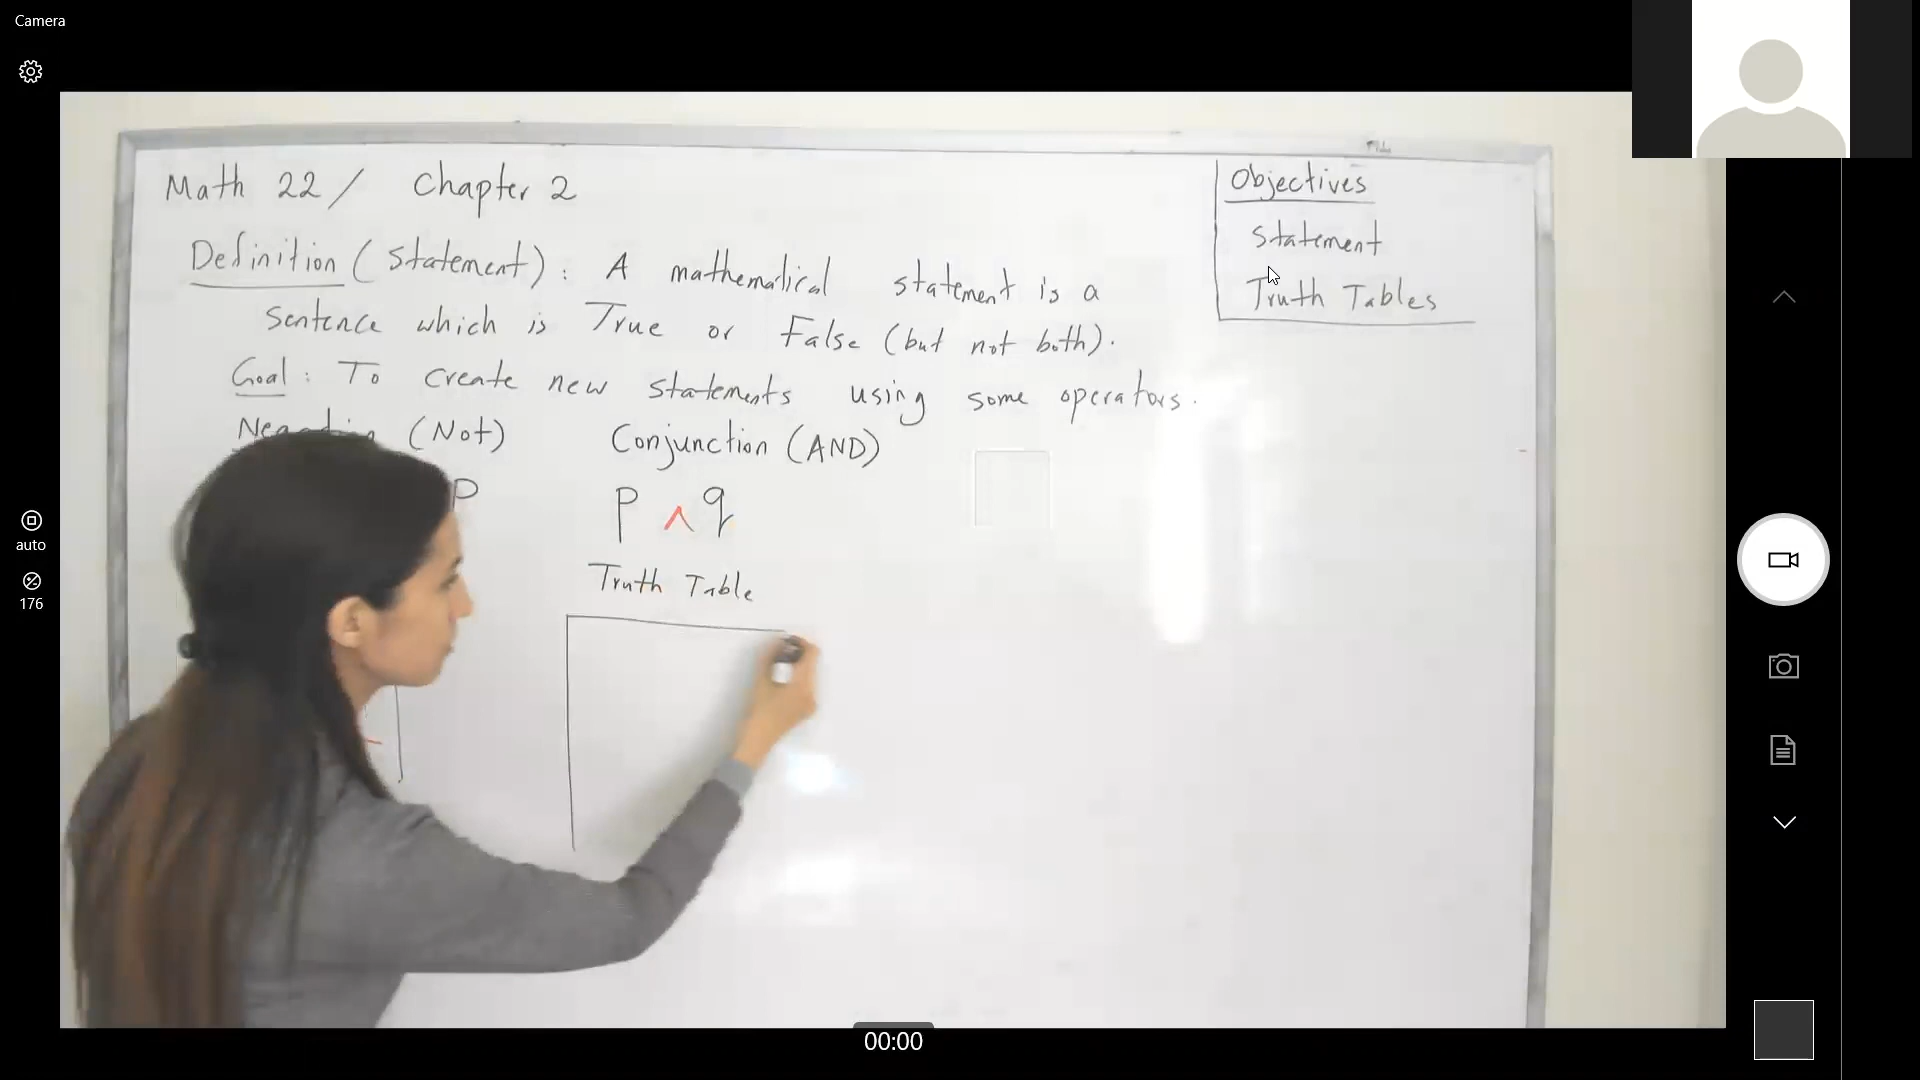 Camera
Math 22 / Chapter 2
Objectives
Statement
Truth Tables
Definition (Statement) : A mathematical statement is a
sentence which is True or False (but not both).
Goal : To create new statements using some operators.
(Not) Conjunction (AND)
P P ∧ q
Truth Table
auto
176
00:00